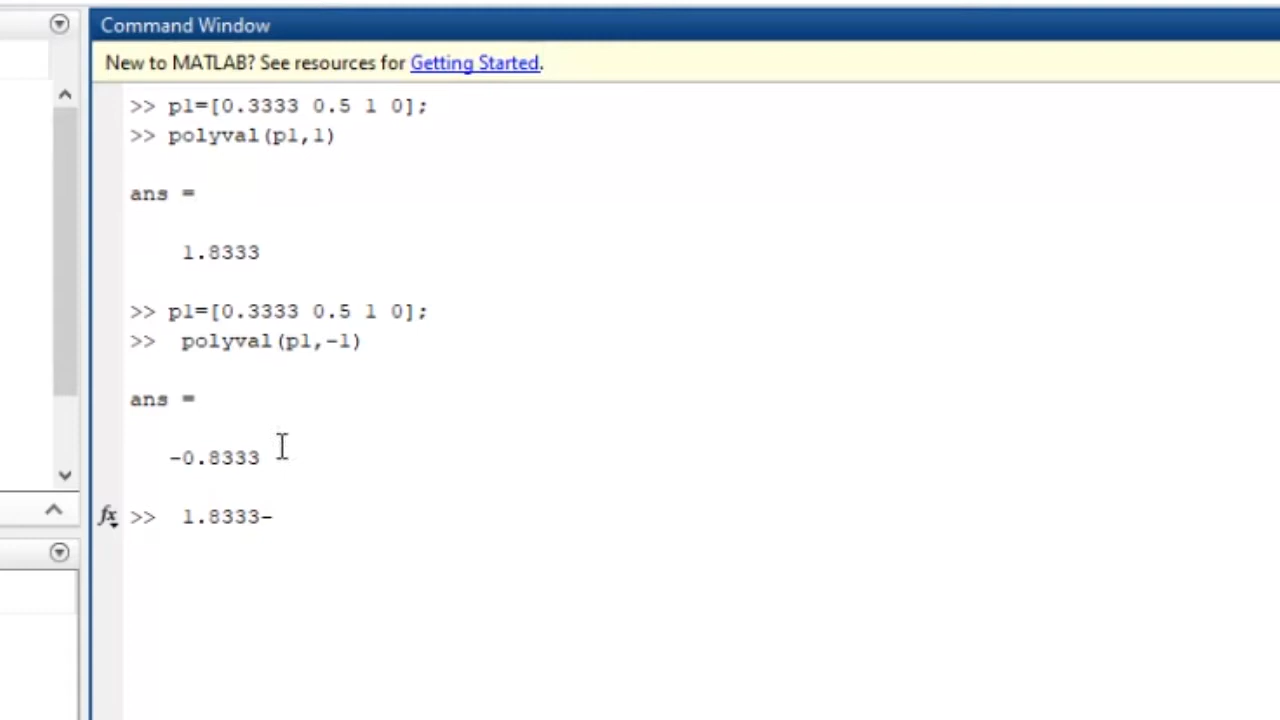 Command Window
New to MATLAB? See resources for Getting Started.
>> p1=[0.3333 0.5 1 0];
>> polyval(p1,1)
ans =
1.8333
>> p1=[0.3333 0.5 1 0];
>> polyval(p1,-1)
ans =
-0.8333
fx >> 1.8333-